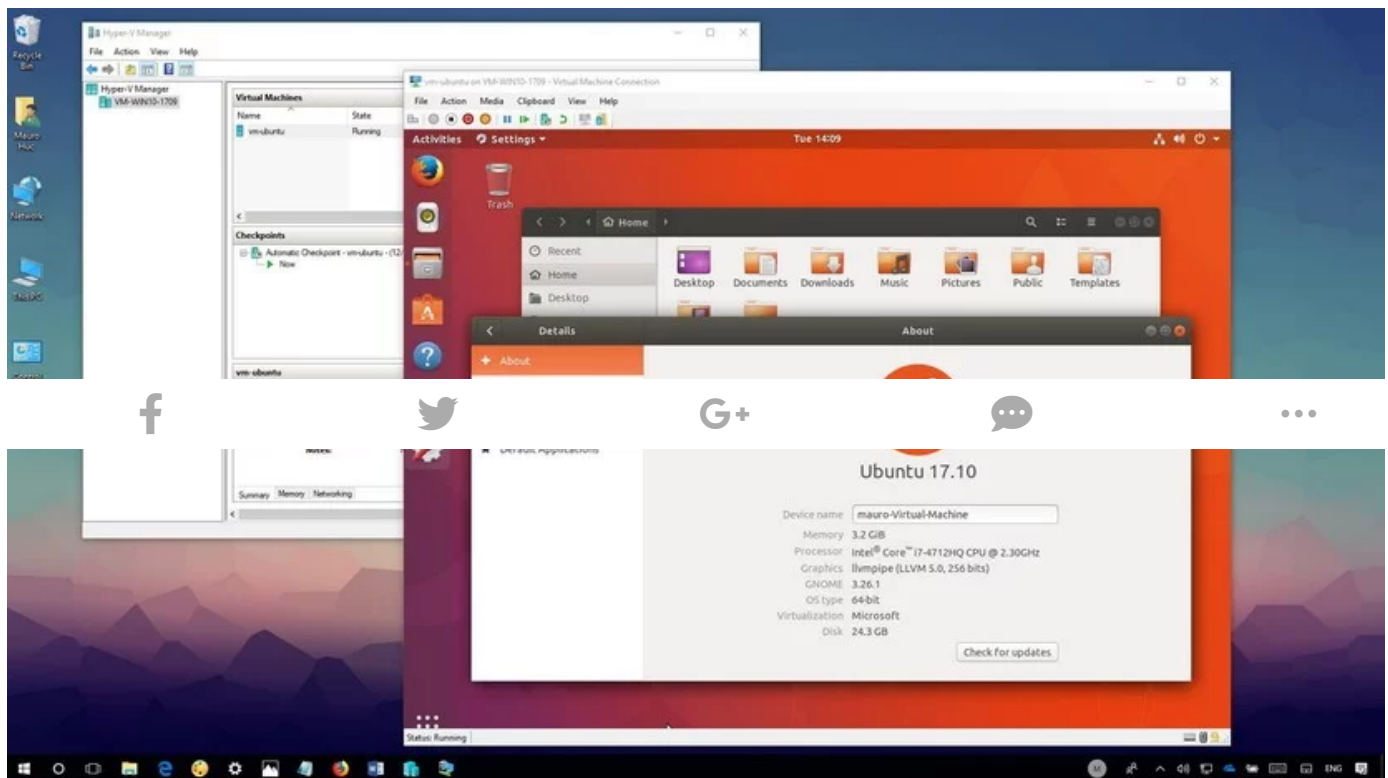 Recycle
Bin
Mauro
Huc
Network
This PC
Hyper-V Manager
File Action View Help
Hyper-V Manager
VM-WIN10-1709
Virtual Machines
Name State
vm-ubuntu Running
Checkpoints
Automatic Checkpoint - vm-ubuntu - (12/
Now
vm-ubuntu
Notes:
Summary Memory Networking
vm-ubuntu on VM-WIN10-1709 - Virtual Machine Connection
File Action Media Clipboard View Help
Activities Settings Tue 14:09
Trash
Home
Recent
Home
Desktop
Desktop Documents Downloads Music Pictures Public Templates
Details About
About
G+
Default Applications
Ubuntu 17.10
Device name mauro-Virtual-Machine
Memory 3.2 GiB
Processor Intel® Core™ i7-4712HQ CPU @ 2.30GHz
Graphics llvmpipe (LLVM 5.0, 256 bits)
GNOME 3.26.1
OS type 64-bit
Virtualization Microsoft
Disk 24.3 GB
Check for updates
Status: Running
ENG